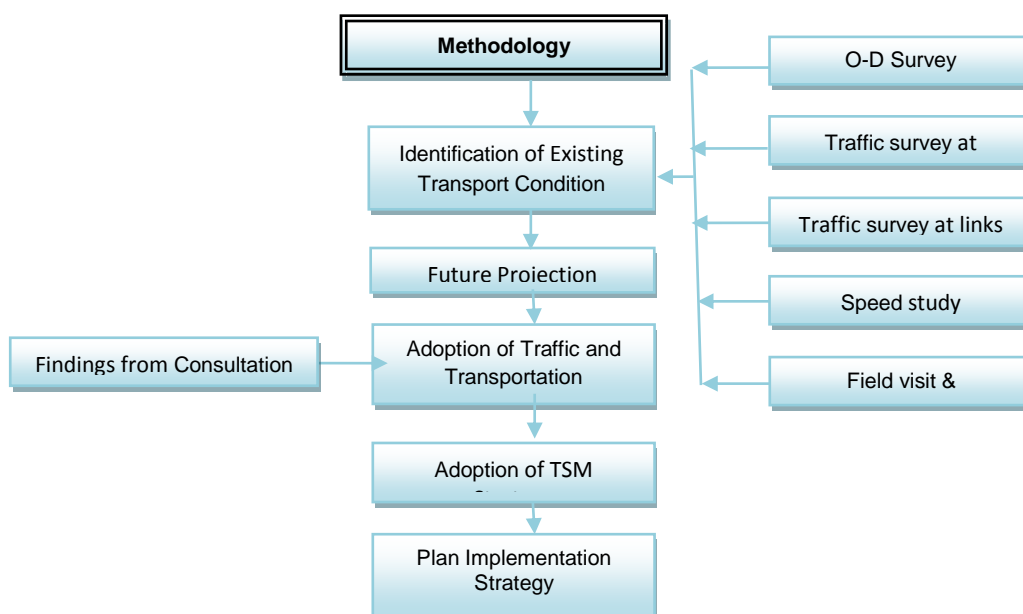 Methodology
O-D Survey
Traffic survey at
Identification of Existing
Transport Condition
Traffic survey at links
Future Projection
Speed study
Findings from Consultation
Adoption of Traffic and
Transportation
Field visit &
Adoption of TSM
Plan Implementation
Strategy